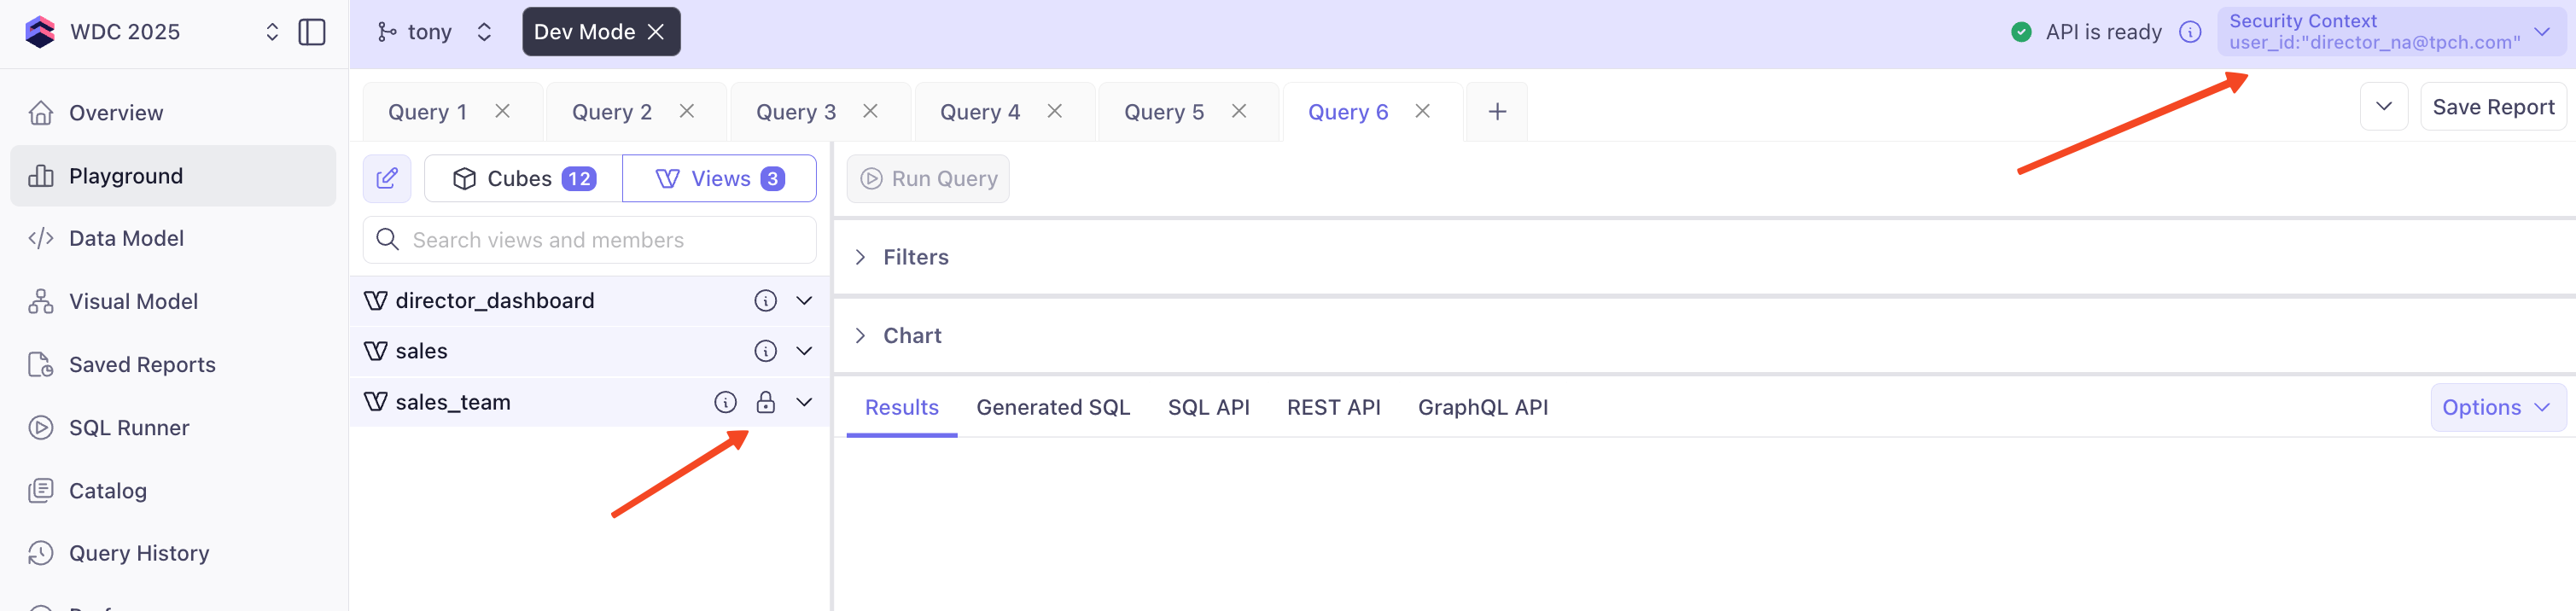 WDC 2025
tony
Dev Mode
API is ready
Security Context
user_id:"director_na@tpch.com"
Overview
Playground
Data Model
Visual Model
Saved Reports
SQL Runner
Catalog
Query History
Query 1
Query 2
Query 3
Query 4
Query 5
Query 6
Save Report
Cubes 12
Views 3
Run Query
Search views and members
director_dashboard
sales
sales_team
Filters
Chart
Results
Generated SQL
SQL API
REST API
GraphQL API
Options